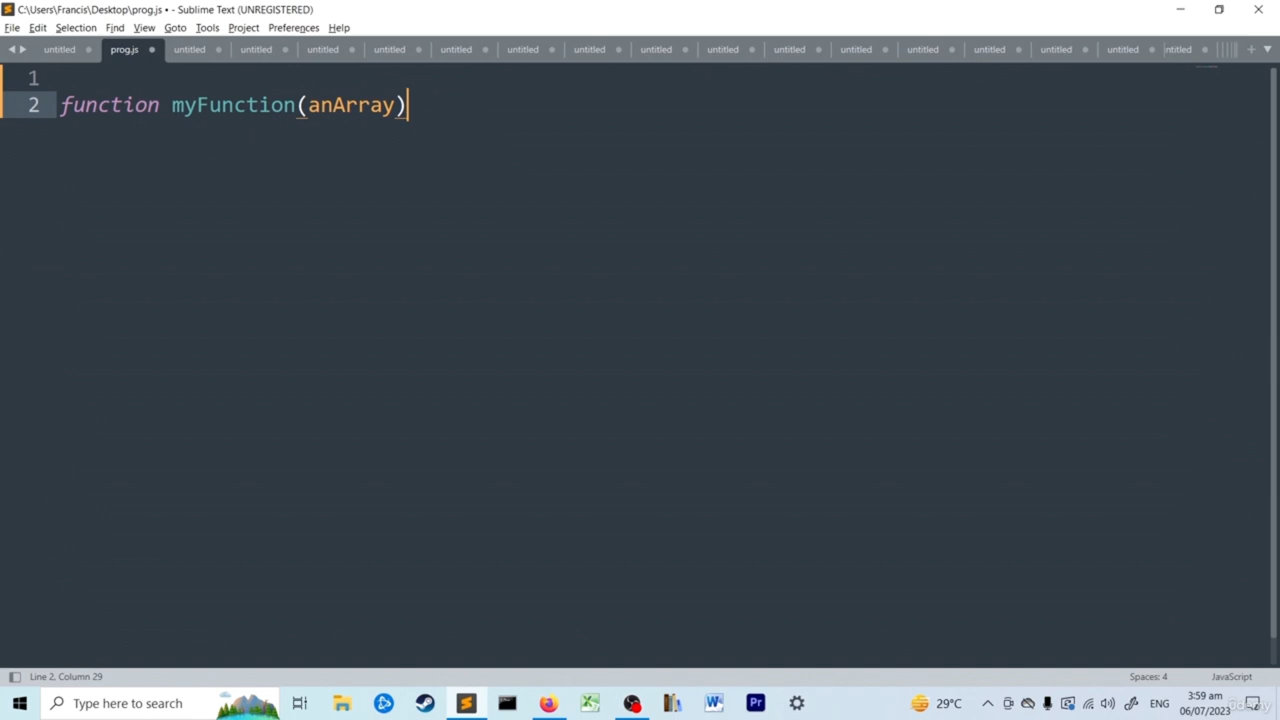 C:\Users\Francis\Desktop\prog.js • - Sublime Text (UNREGISTERED)
File Edit Selection Find View Goto Tools Project Preferences Help
untitled prog.js untitled untitled untitled untitled untitled untitled untitled untitled untitled untitled untitled untitled untitled untitled untitled ntitled
1
2 function myFunction(anArray)
Line 2, Column 29 Spaces: 4 JavaScript
Type here to search 29°C ENG 3:59 am
06/07/2023
ûdemy